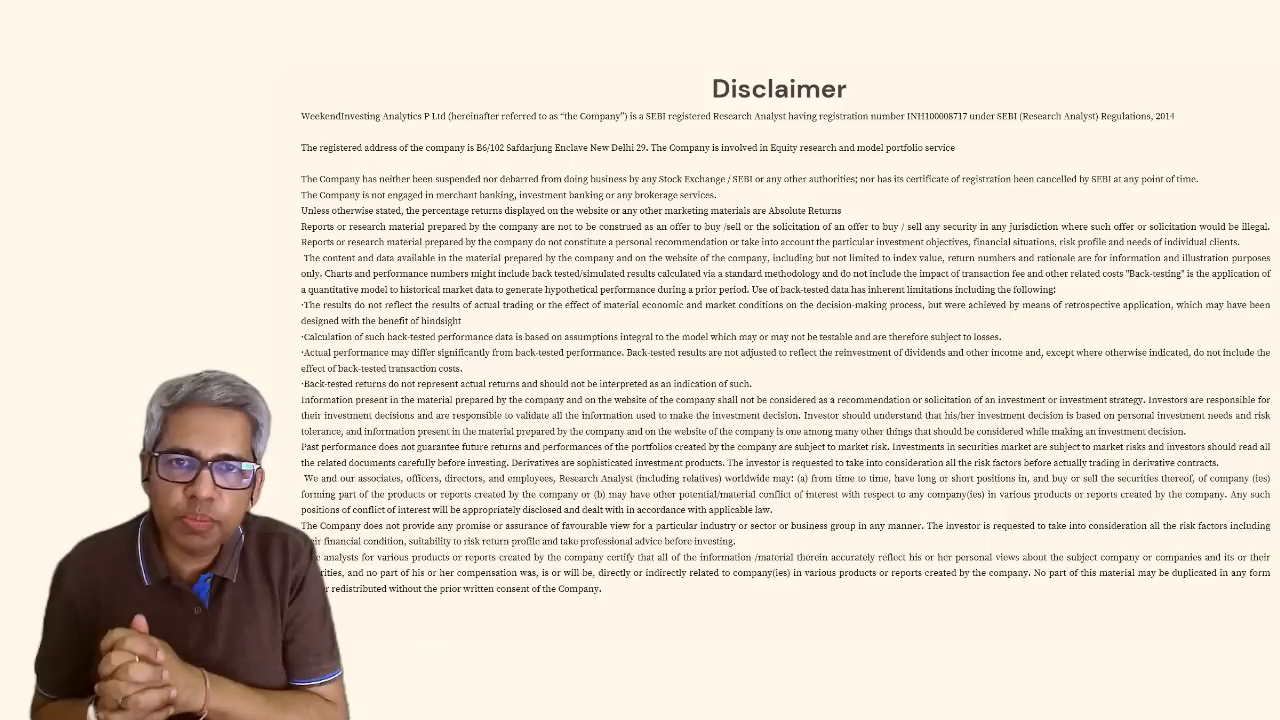 Disclaimer
WeekendInvesting Analytics P Ltd (hereinafter referred to as “the Company”) is a SEBI registered Research Analyst having registration number INH100008717 under SEBI (Research Analyst) Regulations, 2014
The registered address of the company is B6/102 Safdarjung Enclave New Delhi 29. The Company is involved in Equity research and model portfolio service
The Company has neither been suspended nor debarred from doing business by any Stock Exchange / SEBI or any other authorities; nor has its certificate of registration been cancelled by SEBI at any point of time.
The Company is not engaged in merchant banking, investment banking or any brokerage services.
Unless otherwise stated, the percentage returns displayed on the website or any other marketing materials are Absolute Returns
Reports or research material prepared by the company are not to be construed as an offer to buy /sell or the solicitation of an offer to buy / sell any security in any jurisdiction where such offer or solicitation would be illegal.
Reports or research material prepared by the company do not constitute a personal recommendation or take into account the particular investment objectives, financial situations, risk profile and needs of individual clients.
The content and data available in the material prepared by the company and on the website of the company, including but not limited to index value, return numbers and rationale are for information and illustration purposes
only. Charts and performance numbers might include back tested/simulated results calculated via a standard methodology and do not include the impact of transaction fee and other related costs "Back-testing" is the application of
a quantitative model to historical market data to generate hypothetical performance during a prior period. Use of back-tested data has inherent limitations including the following:
·The results do not reflect the results of actual trading or the effect of material economic and market conditions on the decision-making process, but were achieved by means of retrospective application, which may have been
designed with the benefit of hindsight
·Calculation of such back-tested performance data is based on assumptions integral to the model which may or may not be testable and are therefore subject to losses.
·Actual performance may differ significantly from back-tested performance. Back-tested results are not adjusted to reflect the reinvestment of dividends and other income and, except where otherwise indicated, do not include the
effect of back-tested transaction costs.
·Back-tested returns do not represent actual returns and should not be interpreted as an indication of such.
Information present in the material prepared by the company and on the website of the company shall not be considered as a recommendation or solicitation of an investment or investment strategy. Investors are responsible for
their investment decisions and are responsible to validate all the information used to make the investment decision. Investor should understand that his/her investment decision is based on personal investment needs and risk
tolerance, and information present in the material prepared by the company and on the website of the company is one among many other things that should be considered while making an investment decision.
Past performance does not guarantee future returns and performances of the portfolios created by the company are subject to market risk. Investments in securities market are subject to market risks and investors should read all
the related documents carefully before investing. Derivatives are sophisticated investment products. The investor is requested to take into consideration all the risk factors before actually trading in derivative contracts.
We and our associates, officers, directors, and employees, Research Analyst (including relatives) worldwide may: (a) from time to time, have long or short positions in, and buy or sell the securities thereof, of company (ies)
forming part of the products or reports created by the company or (b) may have other potential/material conflict of interest with respect to any company(ies) in various products or reports created by the company. Any such
positions of conflict of interest will be appropriately disclosed and dealt with in accordance with applicable law.
The Company does not provide any promise or assurance of favourable view for a particular industry or sector or business group in any manner. The investor is requested to take into consideration all the risk factors including
financial condition, suitability to risk return profile and take professional advice before investing.
analysts for various products or reports created by the company certify that all of the information /material therein accurately reflect his or her personal views about the subject company or companies and its or their
and no part of his or her compensation was, is or will be, directly or indirectly related to company(ies) in various products or reports created by the company. No part of this material may be duplicated in any form
redistributed without the prior written consent of the Company.